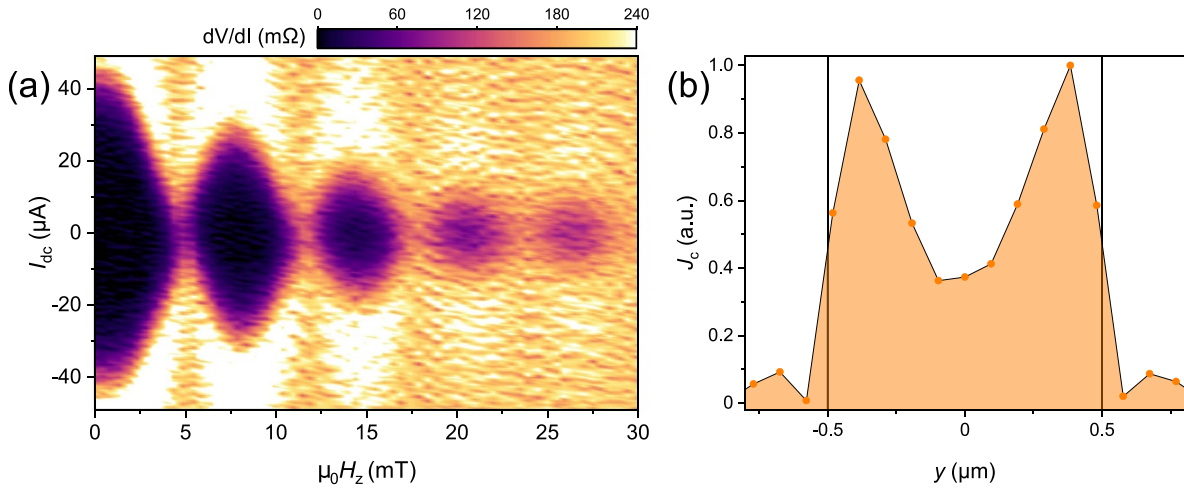 dV/dI (mΩ)
0 60 120 180 240
(a)
40
20
0
-20
-40
I_dc (µA)
0 5 10 15 20 25 30
µ₀H_z (mT)
(b)
1.0
0.8
0.6
0.4
0.2
0
J_c (a.u.)
-0.5 0 0.5
y (µm)